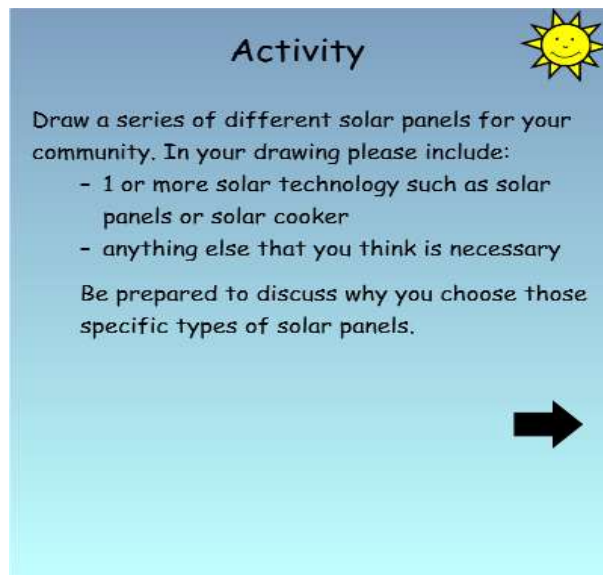 Activity
Draw a series of different solar panels for your
community. In your drawing please include:
- 1 or more solar technology such as solar
panels or solar cooker
- anything else that you think is necessary
Be prepared to discuss why you choose those
specific types of solar panels.